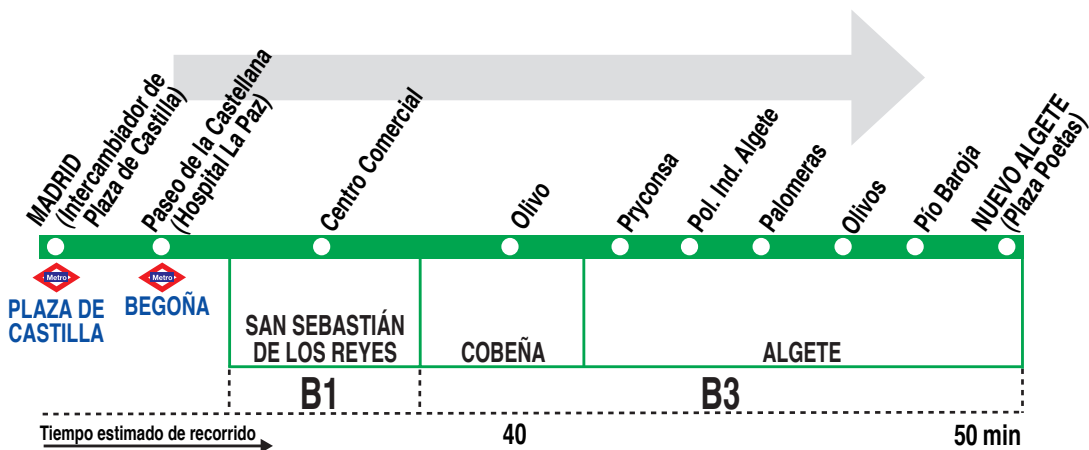 MADRID
(Intercambiador de
Plaza de Castilla)
Paseo de la Castellana
(Hospital La Paz)
Centro Comercial
Olivo
Pryconsa
Pol. Ind. Algete
Palomeras
Olivos
Pío Baroja
NUEVO ALGETE
(Plaza Poetas)
Metro
PLAZA DE
CASTILLA
Metro
BEGOÑA
SAN SEBASTIÁN
DE LOS REYES
COBEÑA
ALGETE
B1
B3
Tiempo estimado de recorrido
40
50 min